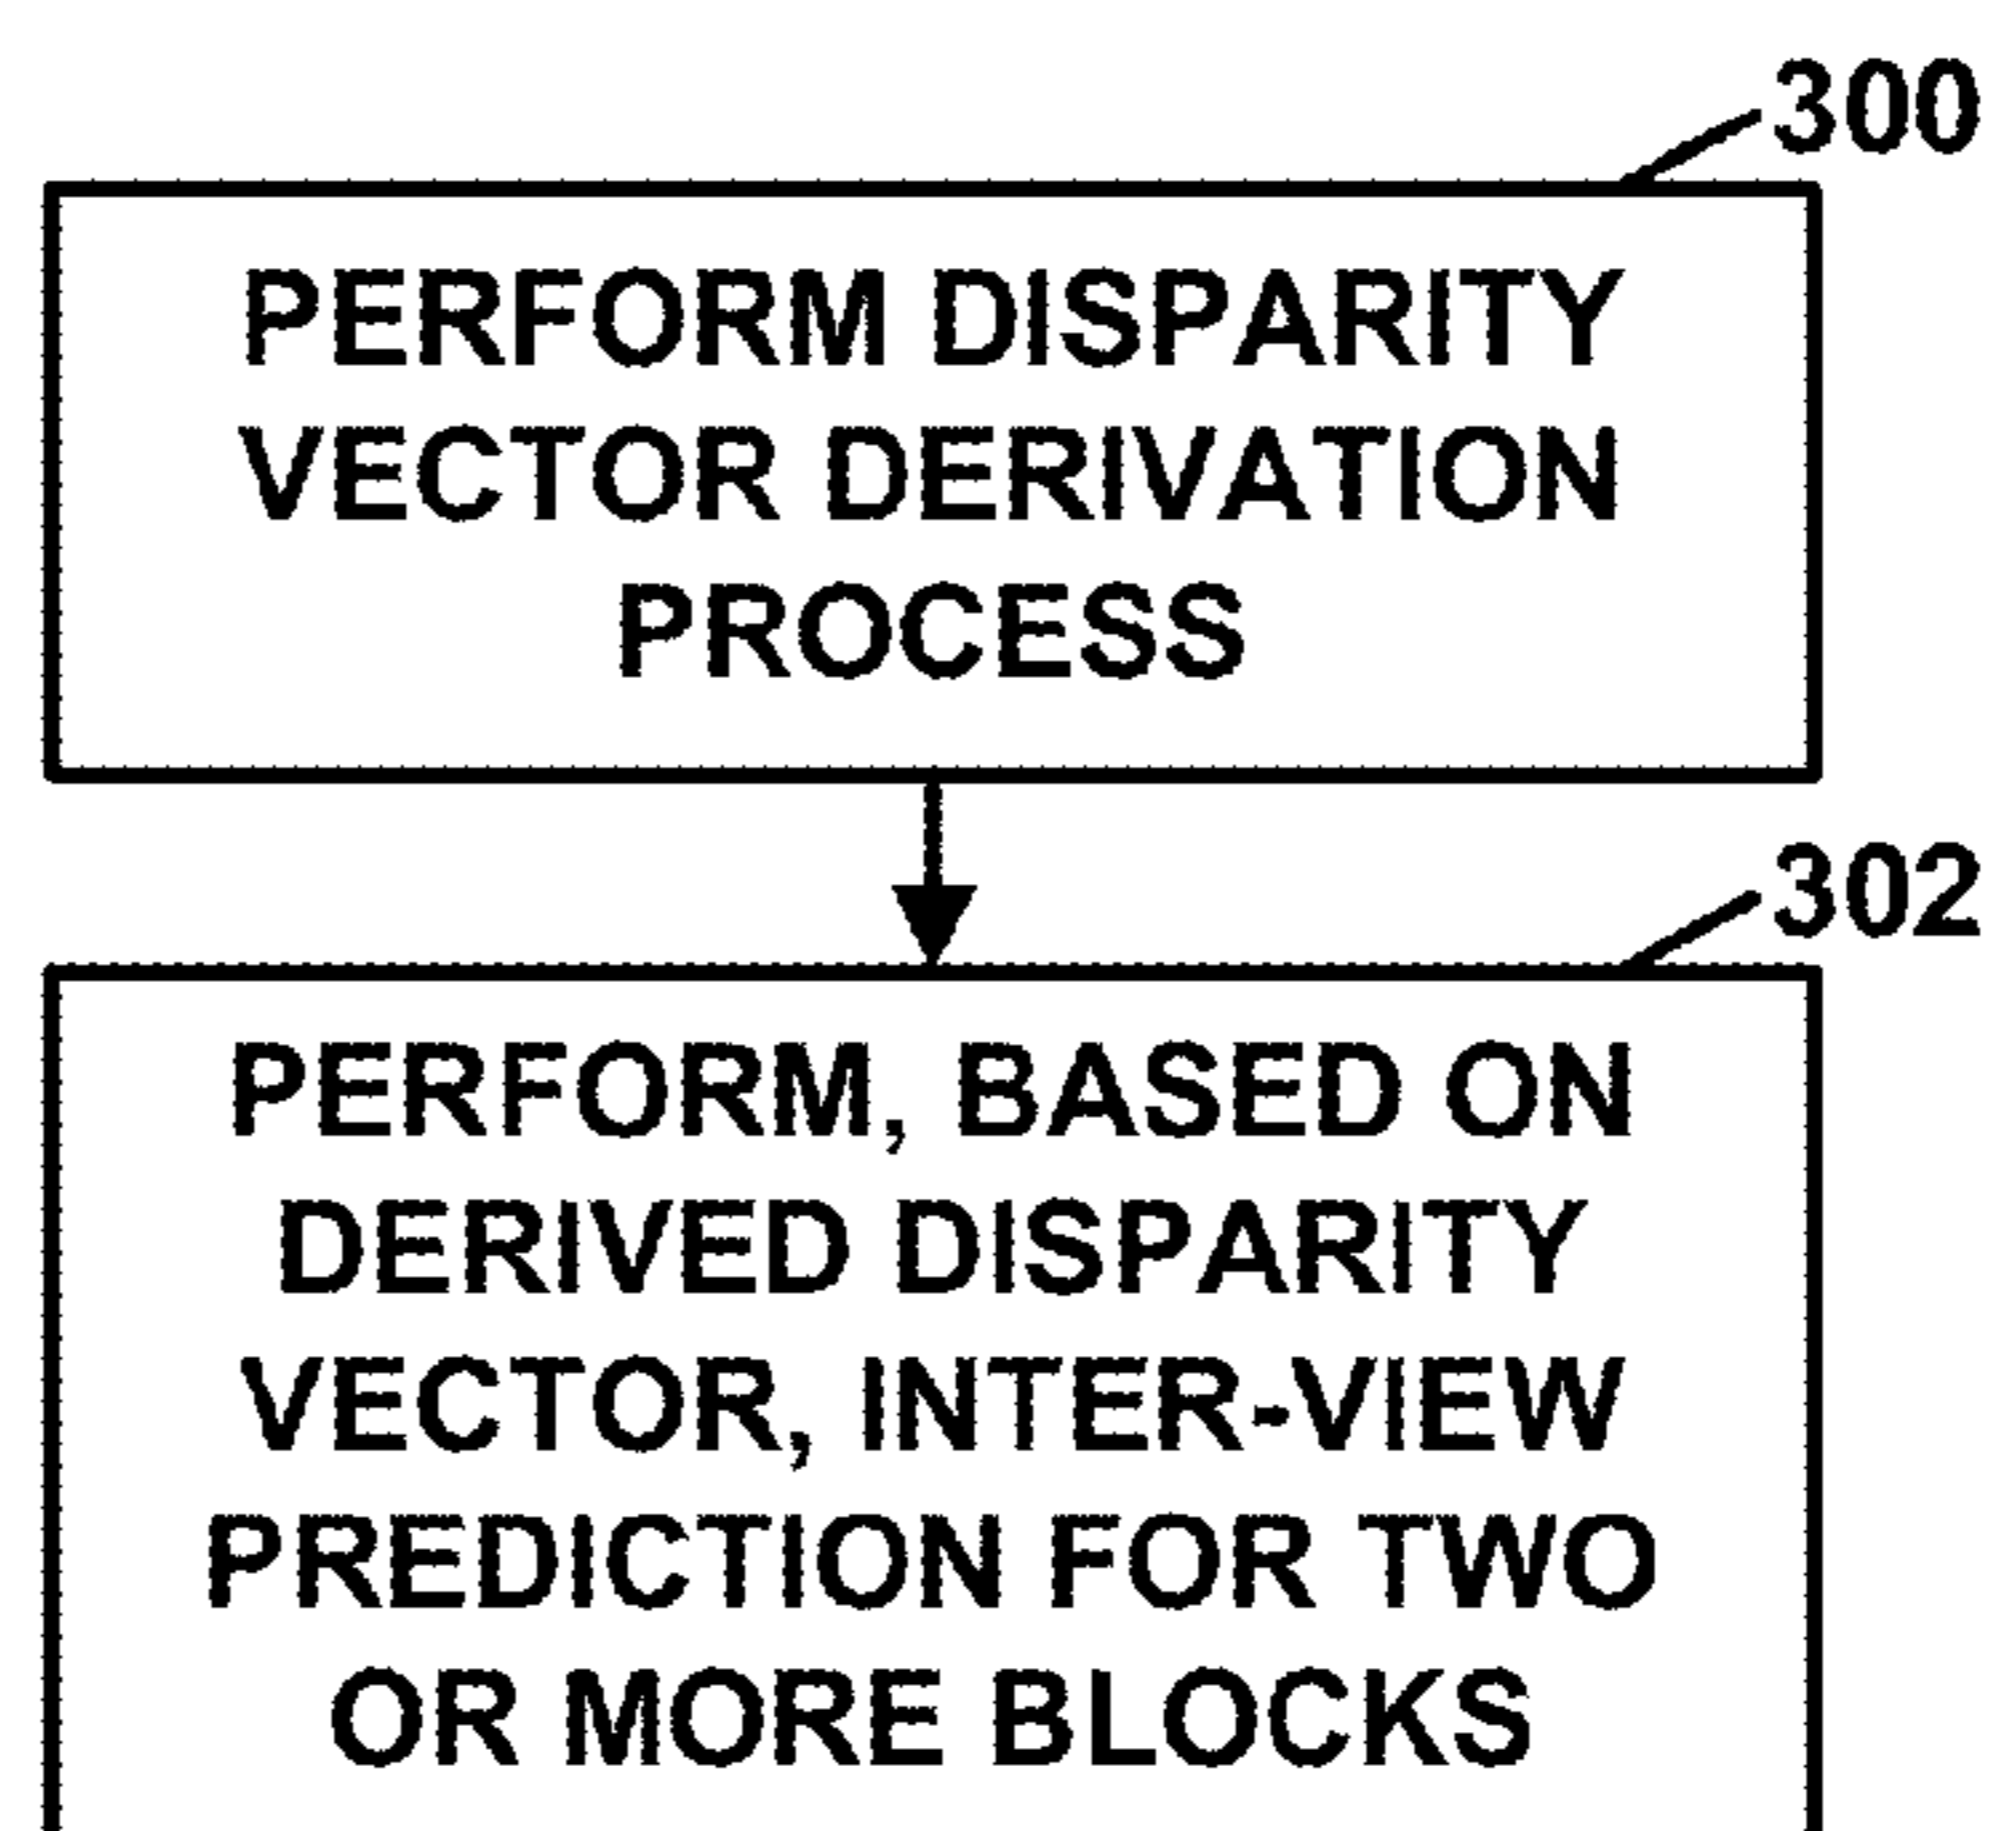 300
PERFORM DISPARITY
VECTOR DERIVATION
PROCESS
302
PERFORM, BASED ON
DERIVED DISPARITY
VECTOR, INTER-VIEW
PREDICTION FOR TWO
OR MORE BLOCKS